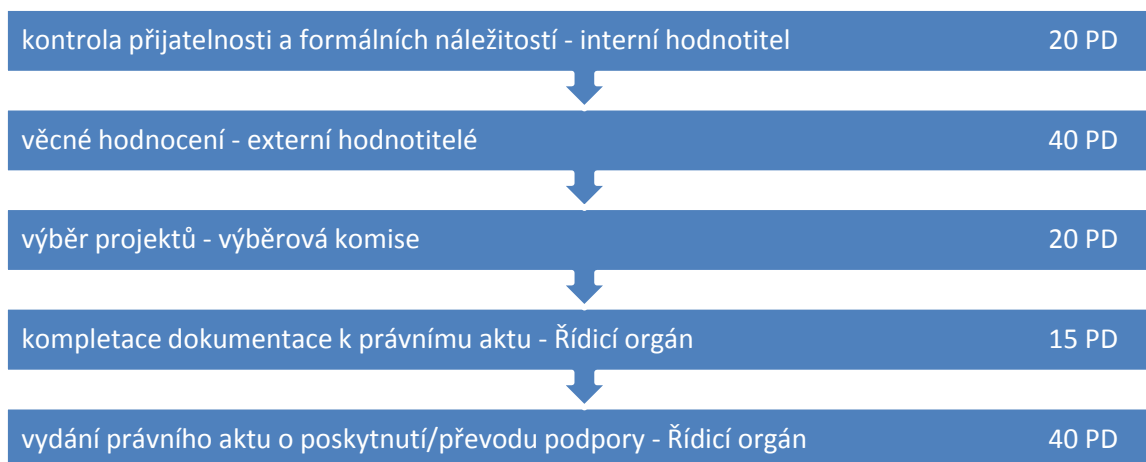 kontrola přijatelnosti a formálních náležitostí - interní hodnotitel 20 PD
věcné hodnocení - externí hodnotitelé 40 PD
výběr projektů - výběrová komise 20 PD
kompletace dokumentace k právnímu aktu - Řídicí orgán 15 PD
vydání právního aktu o poskytnutí/převodu podpory - Řídicí orgán 40 PD